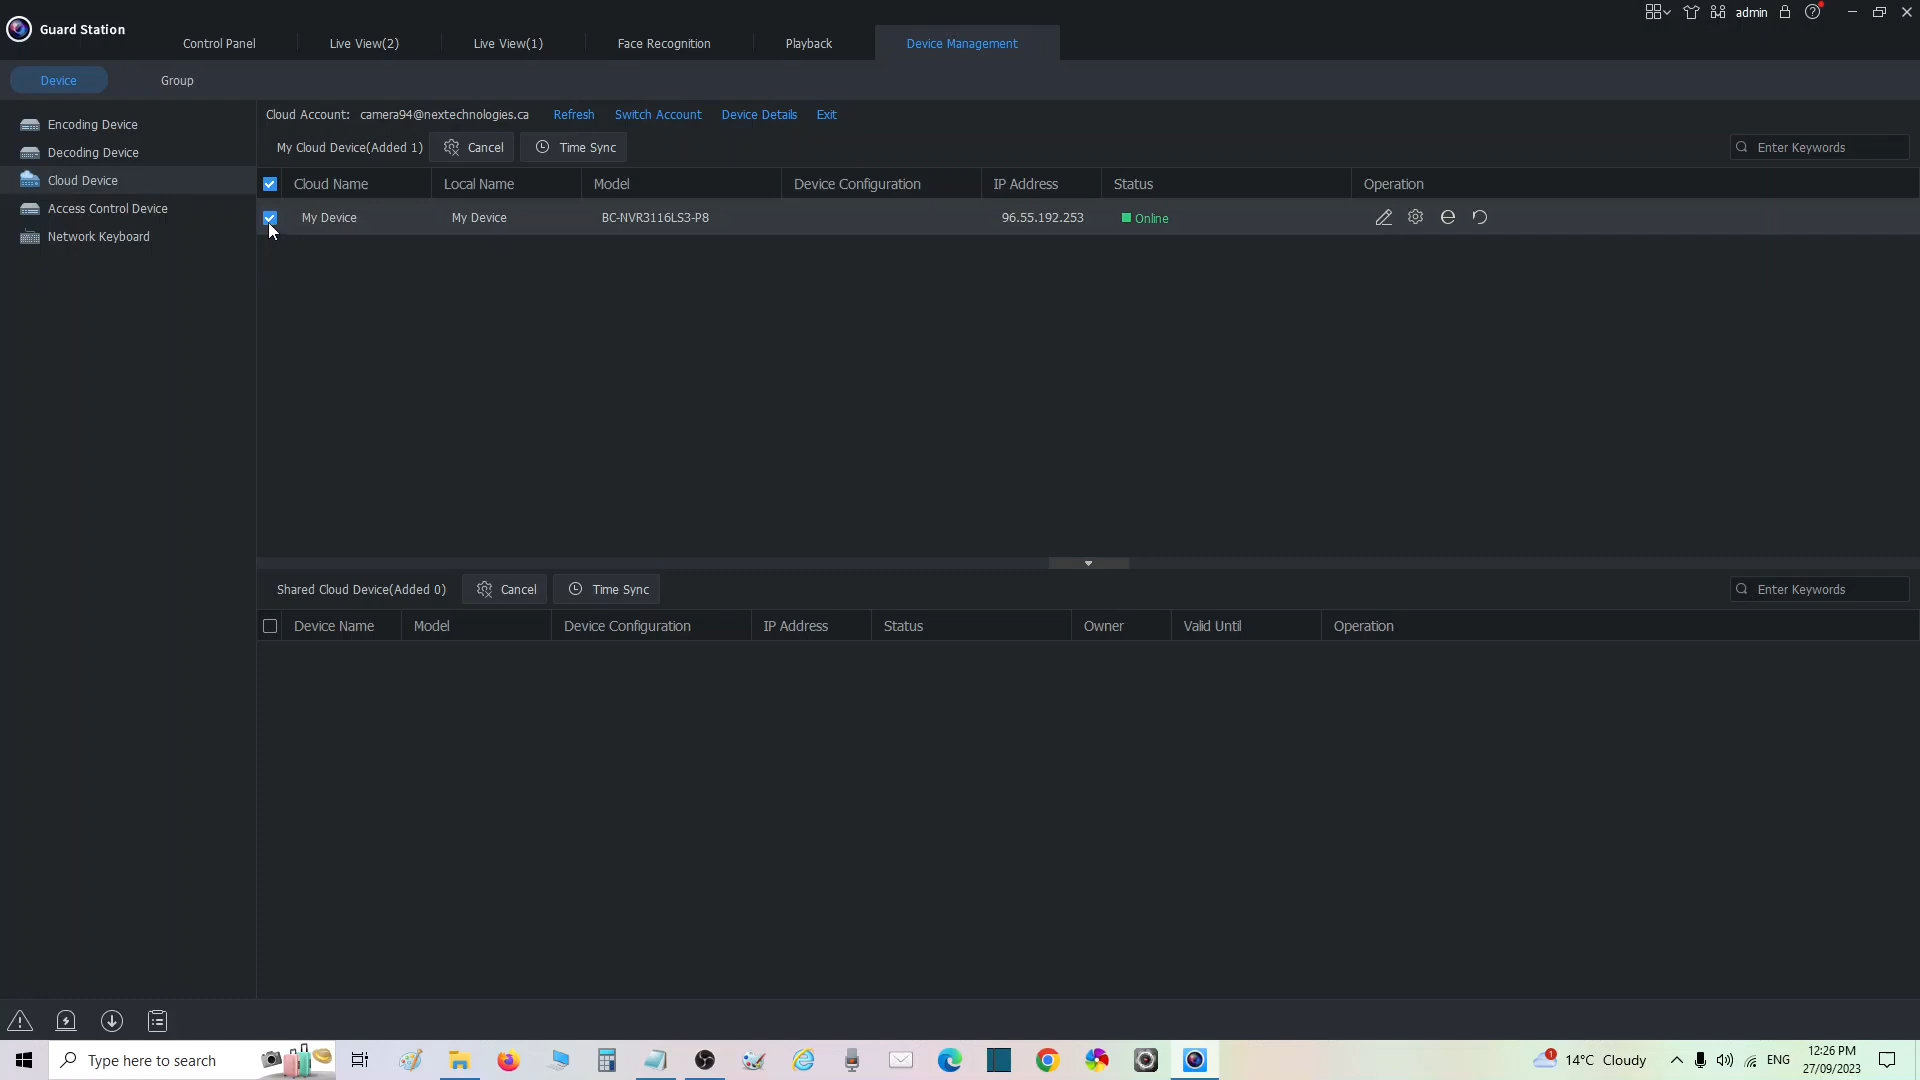 Guard Station
admin
Control Panel
Live View(2)
Live View(1)
Face Recognition
Playback
Device Management
Device
Group
Encoding Device
Decoding Device
Cloud Device
Access Control Device
Network Keyboard
Cloud Account: camera94@nextechnologies.ca Refresh Switch Account Device Details Exit
My Cloud Device(Added 1) Cancel Time Sync Enter Keywords
Cloud Name Local Name Model Device Configuration IP Address Status Operation
My Device My Device BC-NVR3116LS3-P8 96.55.192.253 Online
Shared Cloud Device(Added 0) Cancel Time Sync Enter Keywords
Device Name Model Device Configuration IP Address Status Owner Valid Until Operation
Type here to search
1
14°C Cloudy
ENG
12:26 PM
27/09/2023